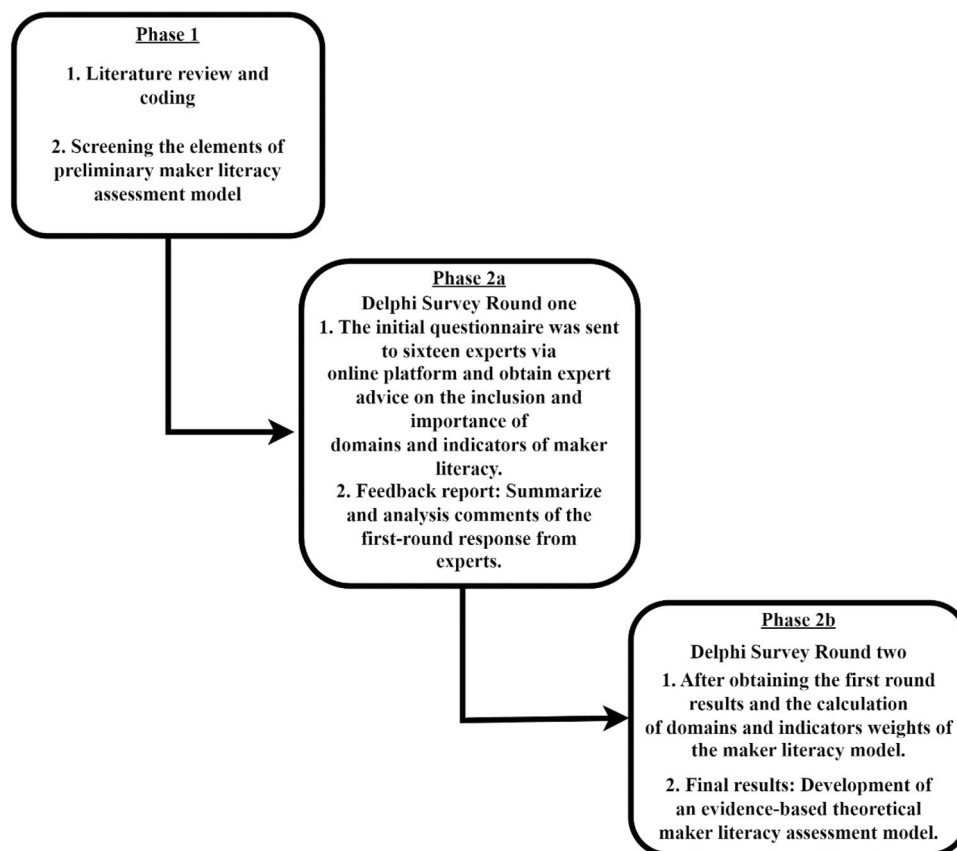 Phase 1
1. Literature review and
coding
2. Screening the elements of
preliminary maker literacy
assessment model
Phase 2a
Delphi Survey Round one
1. The initial questionnaire was sent
to sixteen experts via
online platform and obtain expert
advice on the inclusion and
importance of
domains and indicators of maker
literacy.
2. Feedback report: Summarize
and analysis comments of the
first-round response from
experts.
Phase 2b
Delphi Survey Round two
1. After obtaining the first round
results and the calculation
of domains and indicators weights of
the maker literacy model.
2. Final results: Development of
an evidence-based theoretical
maker literacy assessment model.